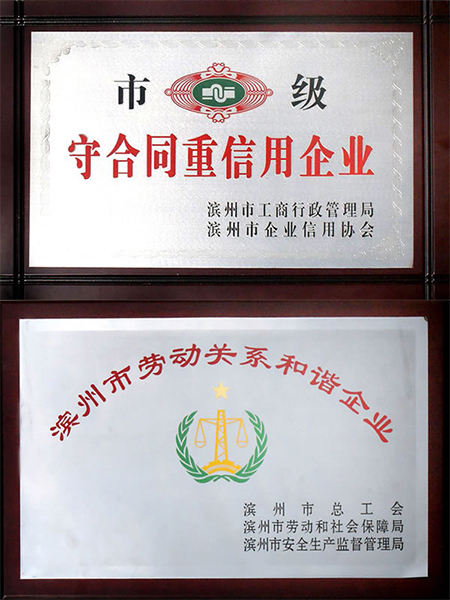 市 级
守合同重信用企业
滨州市工商行政管理局
滨州市企业信用协会
滨州市劳动关系和谐企业
滨州市总工会
滨州市劳动和社会保障局
滨州市安全生产监督管理局